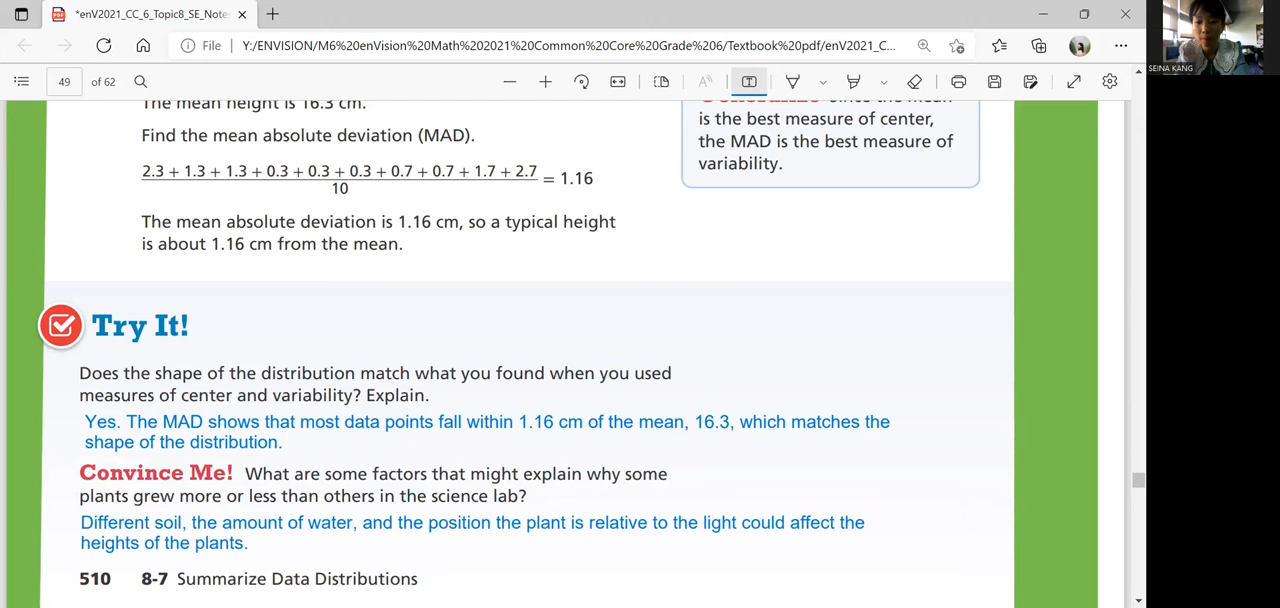 *enV2021_CC_6_Topic8_SE_Note
File Y:/ENVISION/M6%20enVision%20Math%202021%20Common%20Core%20Grade%206/Textbook%20pdf/enV2021_C...
SEINA KANG
49 of 62
The mean height is 16.3 cm.
Find the mean absolute deviation (MAD).
2.3 + 1.3 + 1.3 + 0.3 + 0.3 + 0.3 + 0.7 + 0.7 + 1.7 + 2.7
10
= 1.16
The mean absolute deviation is 1.16 cm, so a typical height
is about 1.16 cm from the mean.
is the best measure of center,
the MAD is the best measure of
variability.
Try It!
Does the shape of the distribution match what you found when you used
measures of center and variability? Explain.
Yes. The MAD shows that most data points fall within 1.16 cm of the mean, 16.3, which matches the
shape of the distribution.
Convince Me! What are some factors that might explain why some
plants grew more or less than others in the science lab?
Different soil, the amount of water, and the position the plant is relative to the light could affect the
heights of the plants.
510 8-7 Summarize Data Distributions